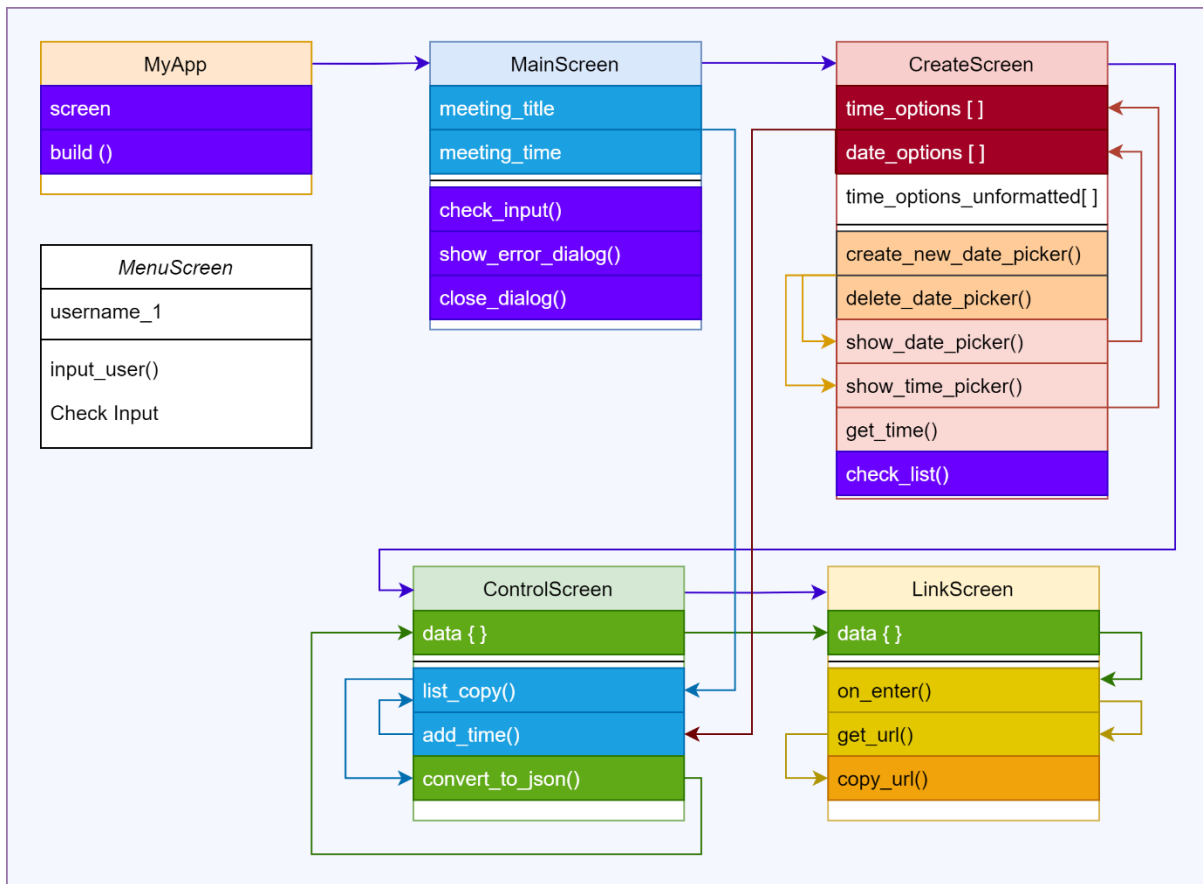 MyApp
screen
build ()
MainScreen
meeting_title
meeting_time
check_input()
show_error_dialog()
close_dialog()
CreateScreen
time_options [ ]
date_options [ ]
time_options_unformatted[ ]
create_new_date_picker()
delete_date_picker()
show_date_picker()
show_time_picker()
get_time()
check_list()
MenuScreen
username_1
input_user()
Check Input
ControlScreen
data { }
list_copy()
add_time()
convert_to_json()
LinkScreen
data { }
on_enter()
get_url()
copy_url()